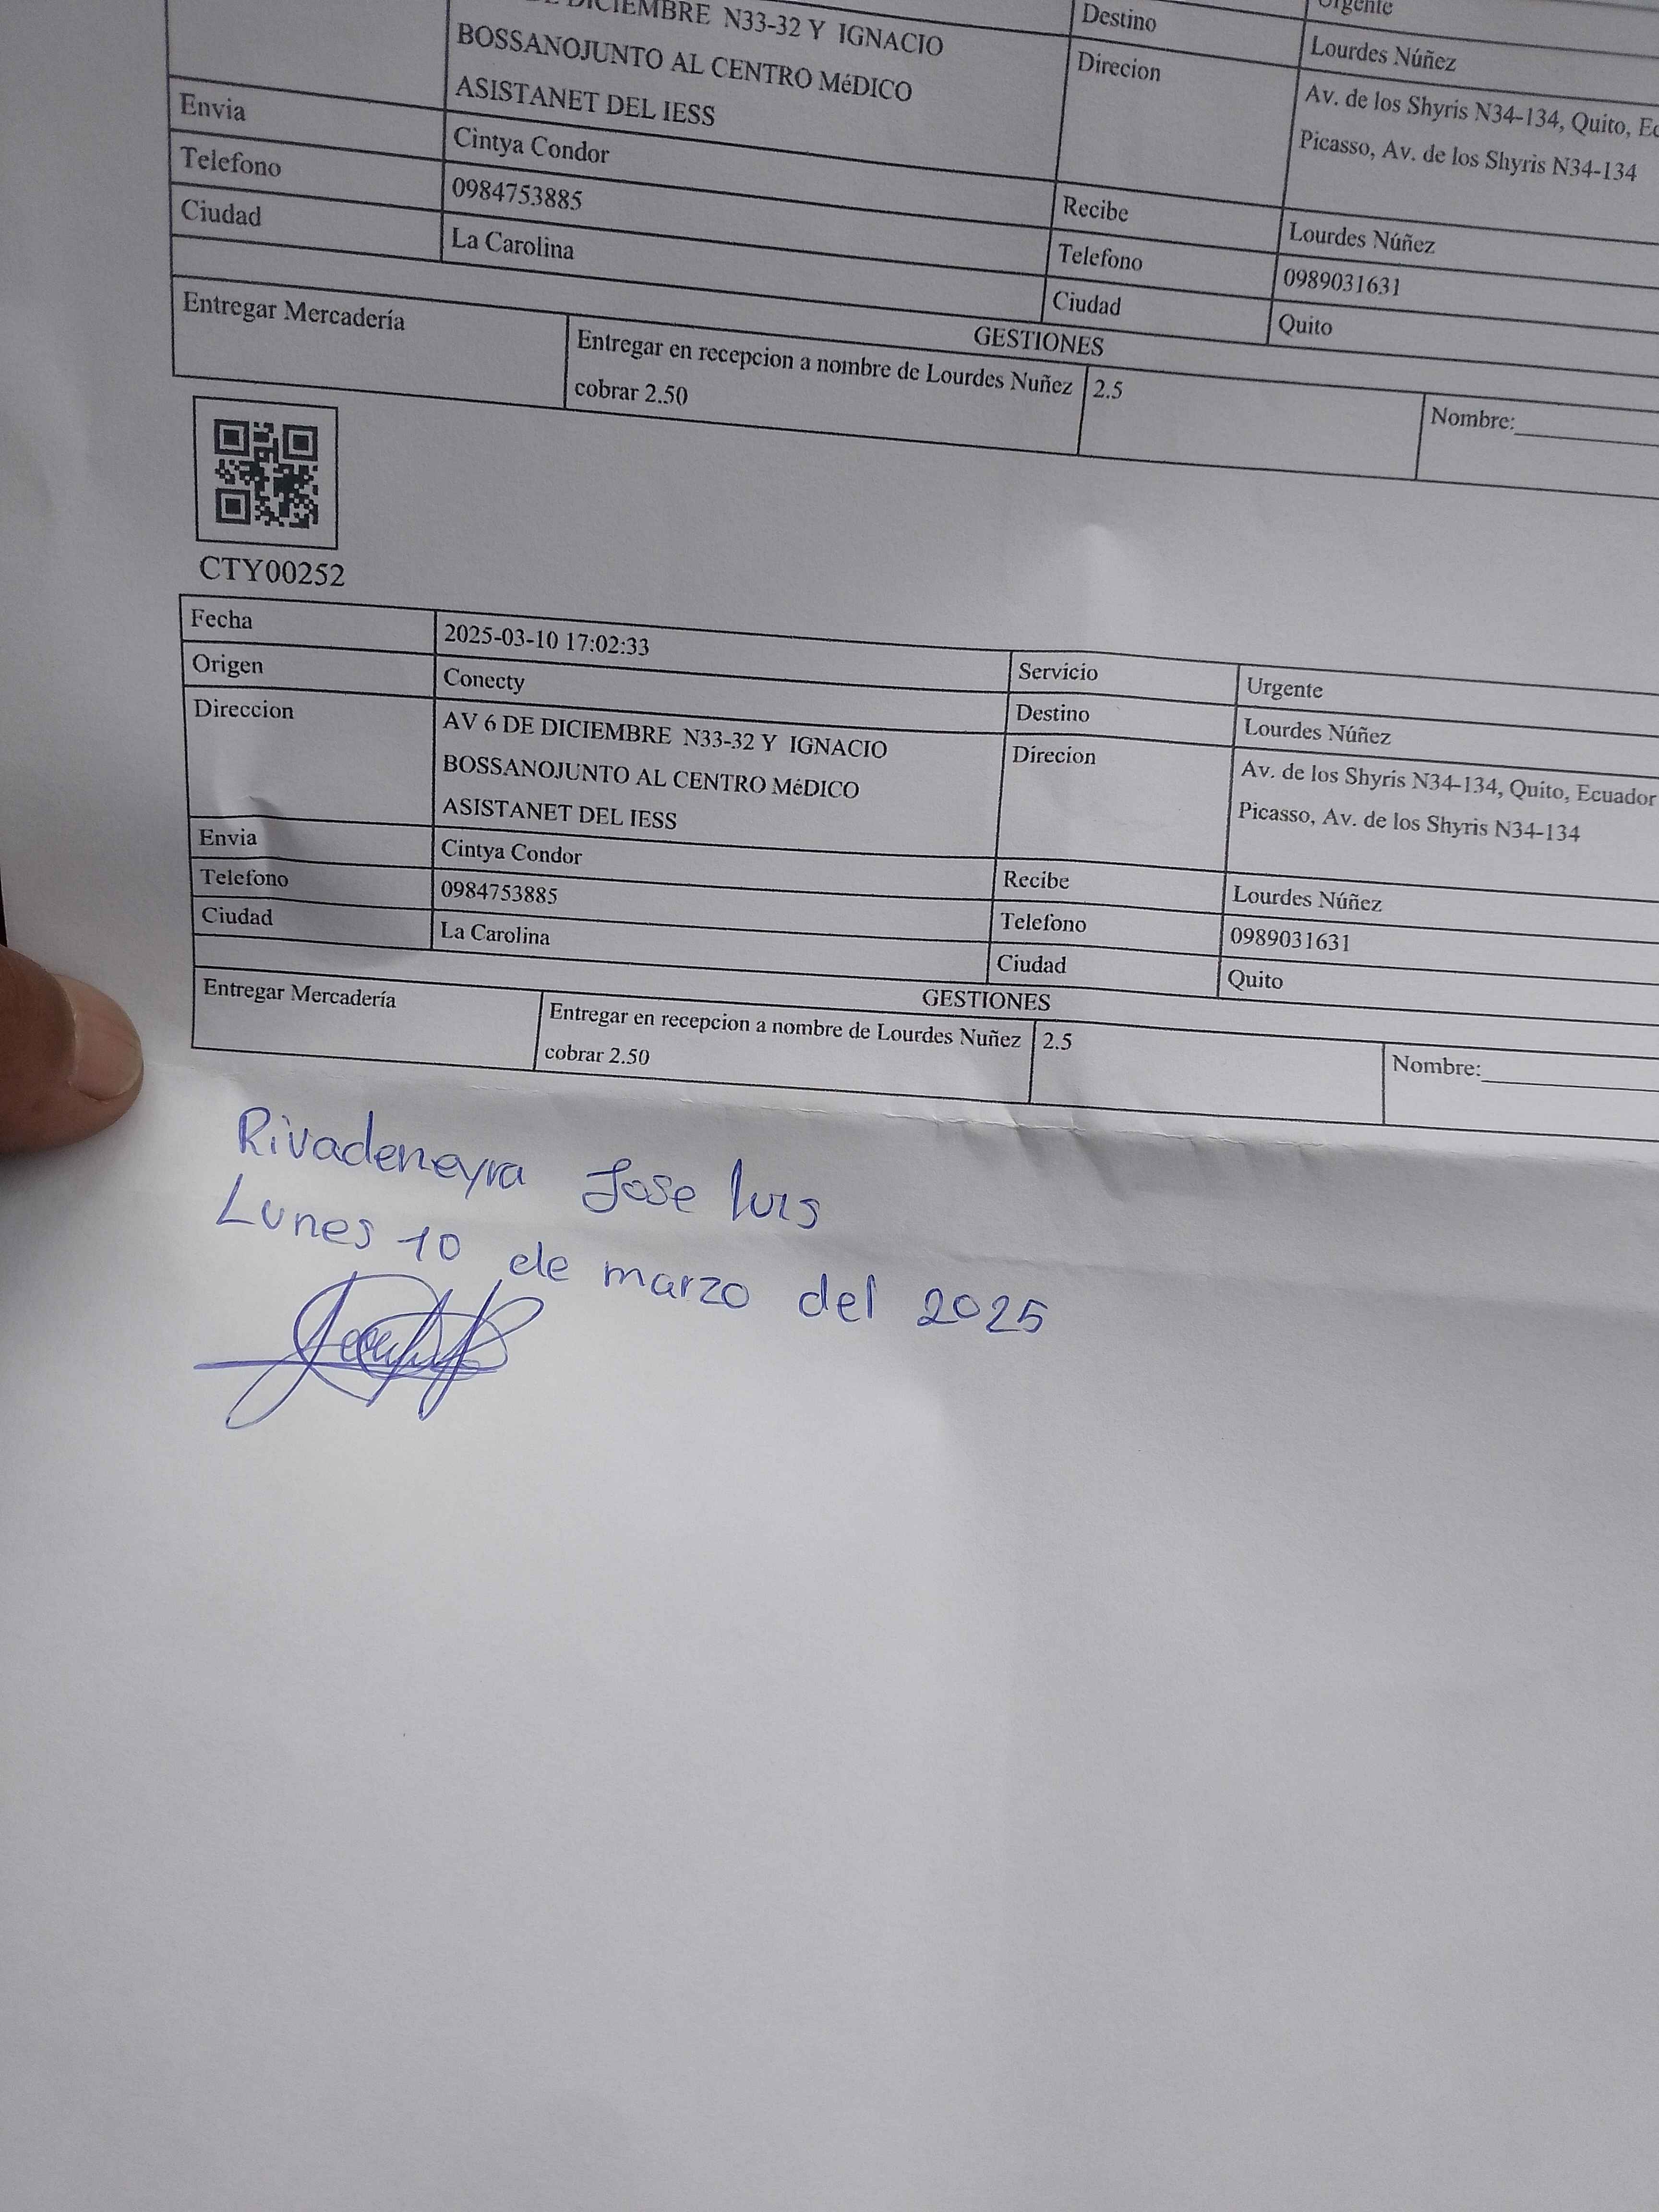 DE DICIEMBRE N33-32 Y IGNACIO
BOSSANOJUNTO AL CENTRO MéDICO
ASISTANET DEL IESS
Envia Cintya Condor
Telefono 0984753885
Ciudad La Carolina
Urgente
Destino Lourdes Núñez
Direcion Av. de los Shyris N34-134, Quito, Ec
Picasso, Av. de los Shyris N34-134
Recibe Lourdes Núñez
Telefono 0989031631
Ciudad Quito
GESTIONES
Entregar Mercadería
Entregar en recepcion a nombre de Lourdes Nuñez
cobrar 2.50
2.5
Nombre:
CTY00252
Fecha 2025-03-10 17:02:33
Origen Conecty
Direccion AV 6 DE DICIEMBRE N33-32 Y IGNACIO
BOSSANOJUNTO AL CENTRO MéDICO
ASISTANET DEL IESS
Envia Cintya Condor
Telefono 0984753885
Ciudad La Carolina
Servicio Urgente
Destino Lourdes Núñez
Direcion Av. de los Shyris N34-134, Quito, Ecuador
Picasso, Av. de los Shyris N34-134
Recibe Lourdes Núñez
Telefono 0989031631
Ciudad Quito
GESTIONES
Entregar Mercadería
Entregar en recepcion a nombre de Lourdes Nuñez
cobrar 2.50
2.5
Nombre:
Rivadeneyra Jose luis
Lunes 10 de marzo del 2025